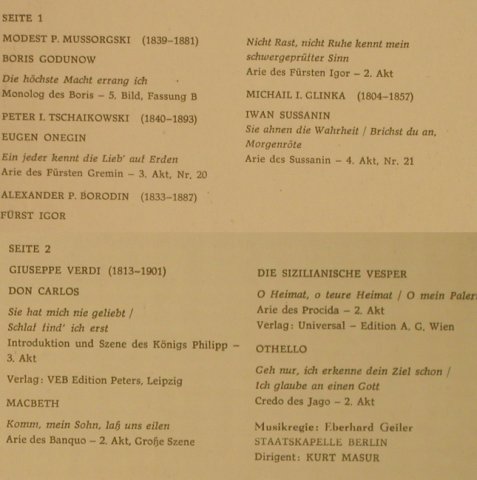 SEITE 1
MODEST P. MUSSORGSKI (1839–1881)
BORIS GODUNOW
Die höchste Macht errang ich
Monolog des Boris – 5. Bild, Fassung B
PETER I. TSCHAIKOWSKI (1840–1893)
EUGEN ONEGIN
Ein jeder kennt die Lieb' auf Erden
Arie des Fürsten Gremin – 3. Akt, Nr. 20
ALEXANDER P. BORODIN (1833–1887)
FÜRST IGOR
Nicht Rast, nicht Ruhe kennt mein
schwergeprüfter Sinn
Arie des Fürsten Igor – 2. Akt
MICHAIL I. GLINKA (1804–1857)
IWAN SUSSANIN
Sie ahnen die Wahrheit / Brichst du an,
Morgenröte
Arie des Sussanin – 4. Akt, Nr. 21
SEITE 2
GIUSEPPE VERDI (1813–1901)
DON CARLOS
Sie hat mich nie geliebt /
Schlaf find' ich erst
Introduktion und Szene des Königs Philipp –
3. Akt
Verlag: VEB Edition Peters, Leipzig
MACBETH
Komm, mein Sohn, laß uns eilen
Arie des Banquo – 2. Akt, Große Szene
DIE SIZILIANISCHE VESPER
O Heimat, o teure Heimat / O mein Paler
Arie des Procida – 2. Akt
Verlag: Universal – Edition A. G. Wien
OTHELLO
Geh nur, ich erkenne dein Ziel schon /
Ich glaube an einen Gott
Credo des Jago – 2. Akt
Musikregie: Eberhard Geiler
STAATSKAPELLE BERLIN
Dirigent: KURT MASUR